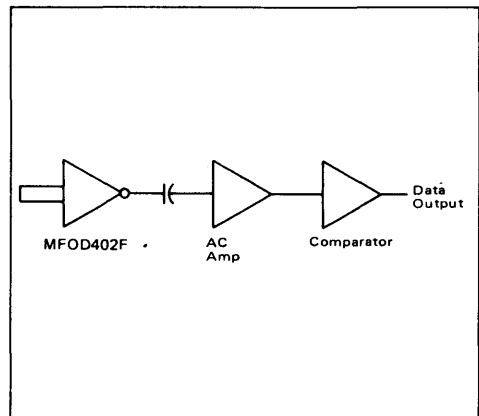 Data
Output
MFOD402F
AC
Amp
Comparator